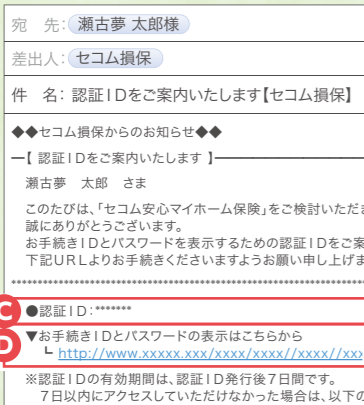 宛　先: 瀬古夢 太郎様
差出人: セコム損保
件　名: 認証IDをご案内いたします【セコム損保】
◆◆セコム損保からのお知らせ◆◆
―【 認証IDをご案内いたします 】―
瀬古夢　太郎　さま
このたびは、「セコム安心マイホーム保険」をご検討いただ
誠にありがとうございます。
お手続きIDとパスワードを表示するための認証IDをご案
下記URLよりお手続きくださいますようお願い申し上げま
C ●認証ID:*******
D ▼お手続きIDとパスワードの表示はこちらから
┗ http://www.xxxxx.xxx/xxxx/xxxx//xxxx//xx
※認証IDの有効期間は、認証ID発行後7日間です。
7日以内にアクセスしていただけなかった場合は、以下の